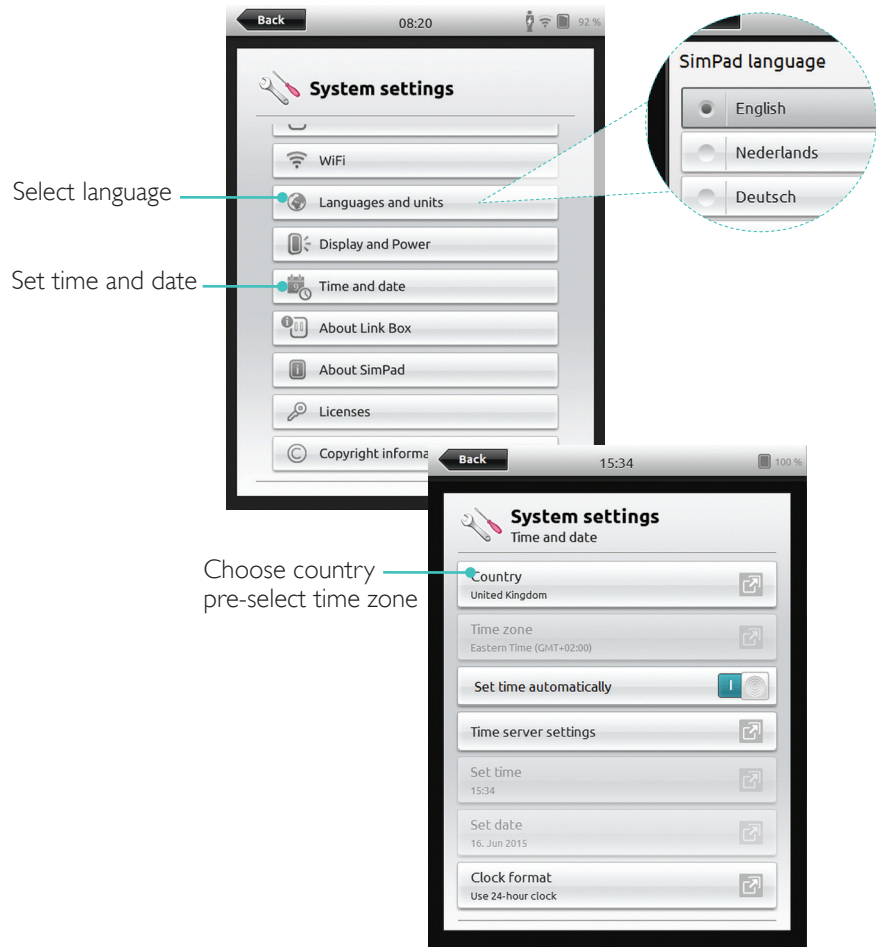 Back
08:20
92 %
System settings
WiFi
Languages and units
Display and Power
Time and date
About Link Box
About SimPad
Licenses
Copyright informa
Select language
Set time and date
SimPad language
English
Nederlands
Deutsch
Choose country
pre-select time zone
Back
15:34
100 %
System settings
Time and date
Country
United Kingdom
Time zone
Eastern Time (GMT+02:00)
Set time automatically
Time server settings
Set time
15:34
Set date
16. Jun 2015
Clock format
Use 24-hour clock